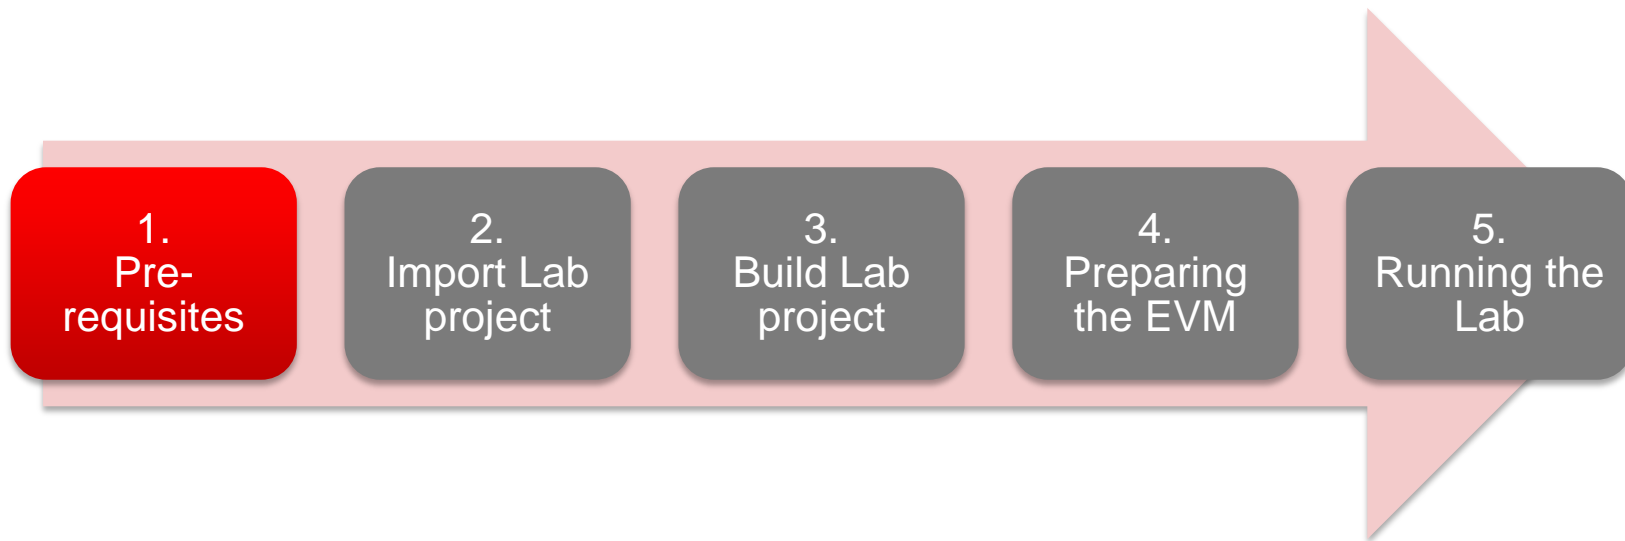 1.
Pre-
requisites
2.
Import Lab
project
3.
Build Lab
project
4.
Preparing
the EVM
5.
Running the
Lab